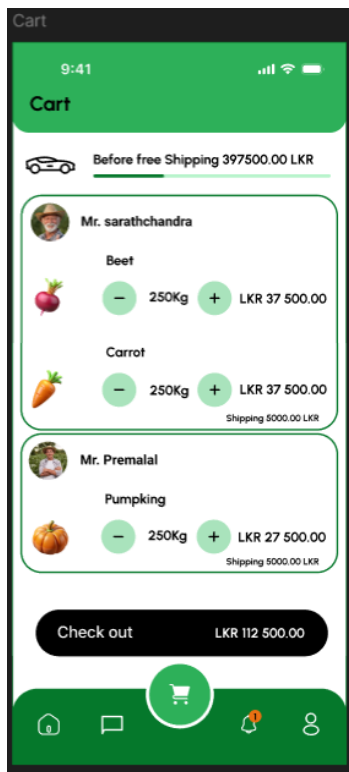 Cart
9:41
Cart
Before free Shipping 397500.00 LKR
Mr. sarathchandra
Beet
− 250Kg + LKR 37 500.00
Carrot
− 250Kg + LKR 37 500.00
Shipping 5000.00 LKR
Mr. Premalal
Pumpking
− 250Kg + LKR 27 500.00
Shipping 5000.00 LKR
Check out LKR 112 500.00
1